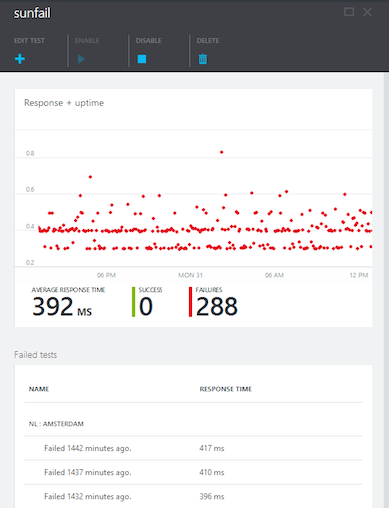 sunfail
EDIT TEST ENABLE DISABLE DELETE
Response + uptime
0.8
0.6
0.4
0.2
06 PM MON 31 06 AM 12 PM
AVERAGE RESPONSE TIME SUCCESS FAILURES
392 MS 0 288
Failed tests
NAME RESPONSE TIME
NL : AMSTERDAM
Failed 1442 minutes ago. 417 ms
Failed 1437 minutes ago. 410 ms
Failed 1432 minutes ago. 396 ms